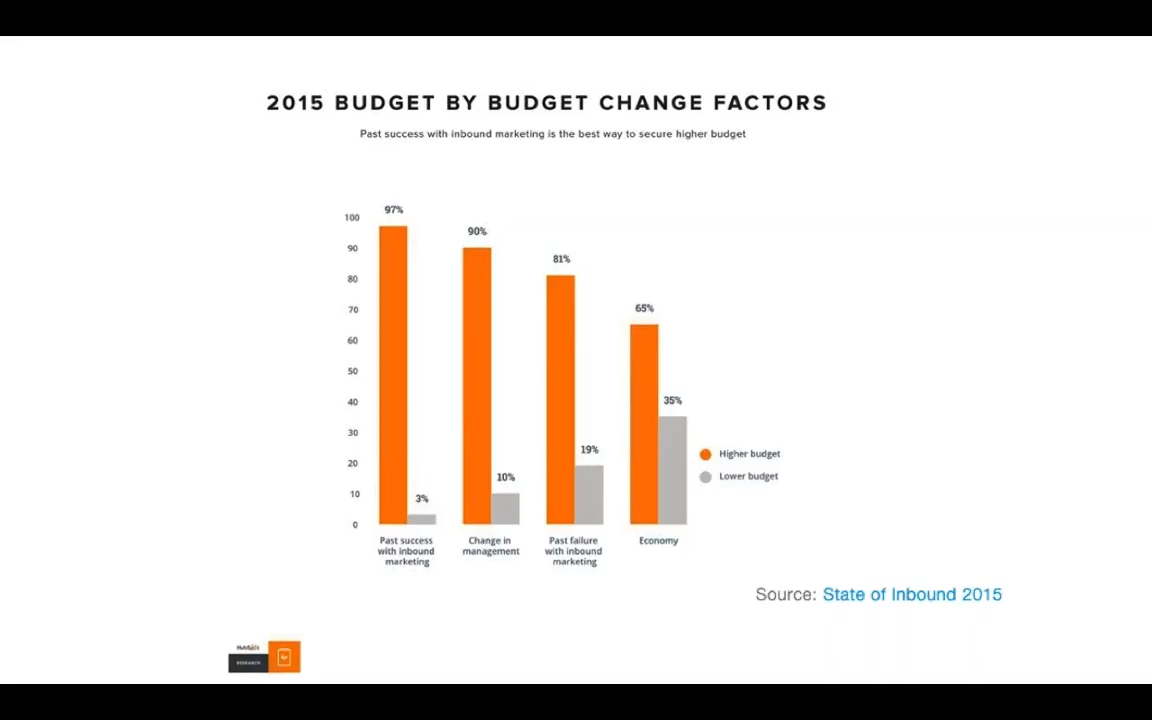 2015 BUDGET BY BUDGET CHANGE FACTORS
Past success with inbound marketing is the best way to secure higher budget
100
90
80
70
60
50
40
30
20
10
0
97%
3%
90%
10%
81%
19%
65%
35%
Past success
with inbound
marketing
Change in
management
Past failure
with inbound
marketing
Economy
Higher budget
Lower budget
Source: State of Inbound 2015
HubSpot
RESEARCH